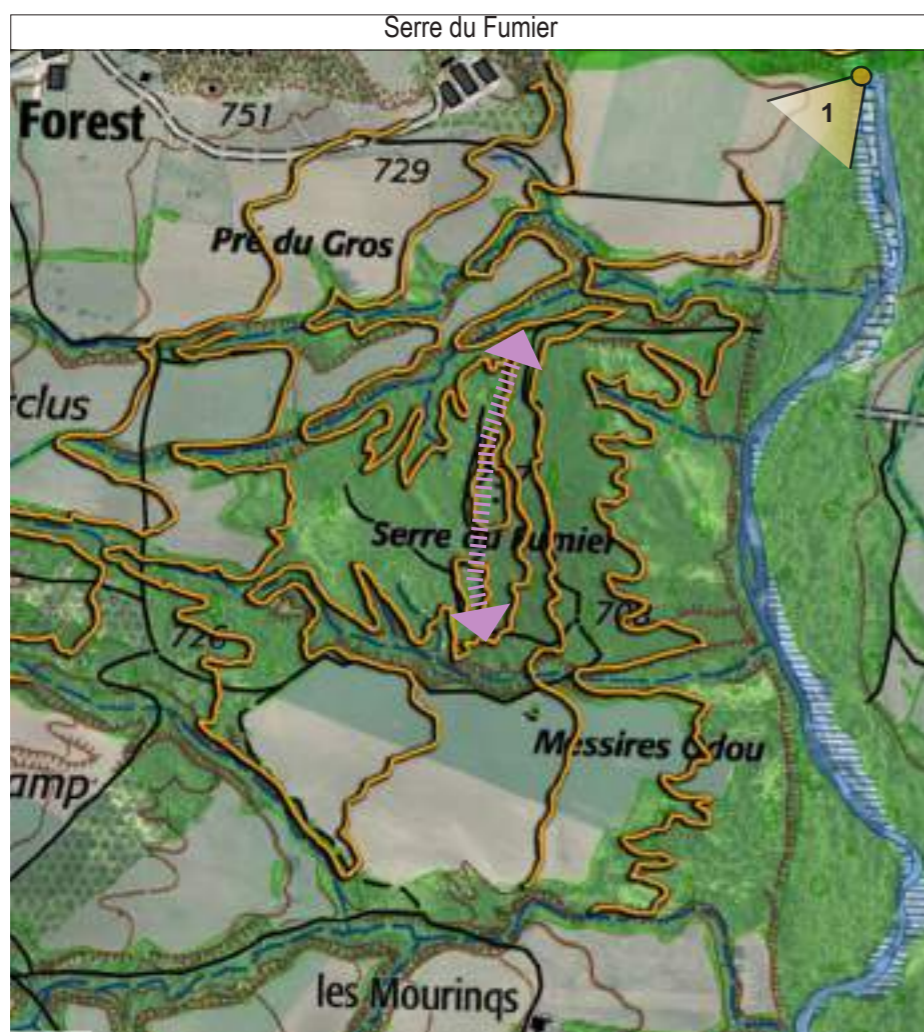 Serre du Fumier
1
Forest
751
729
Pré du Gros
clus
Serre du Fumier
726
Messires Odou
amp
les Mourings